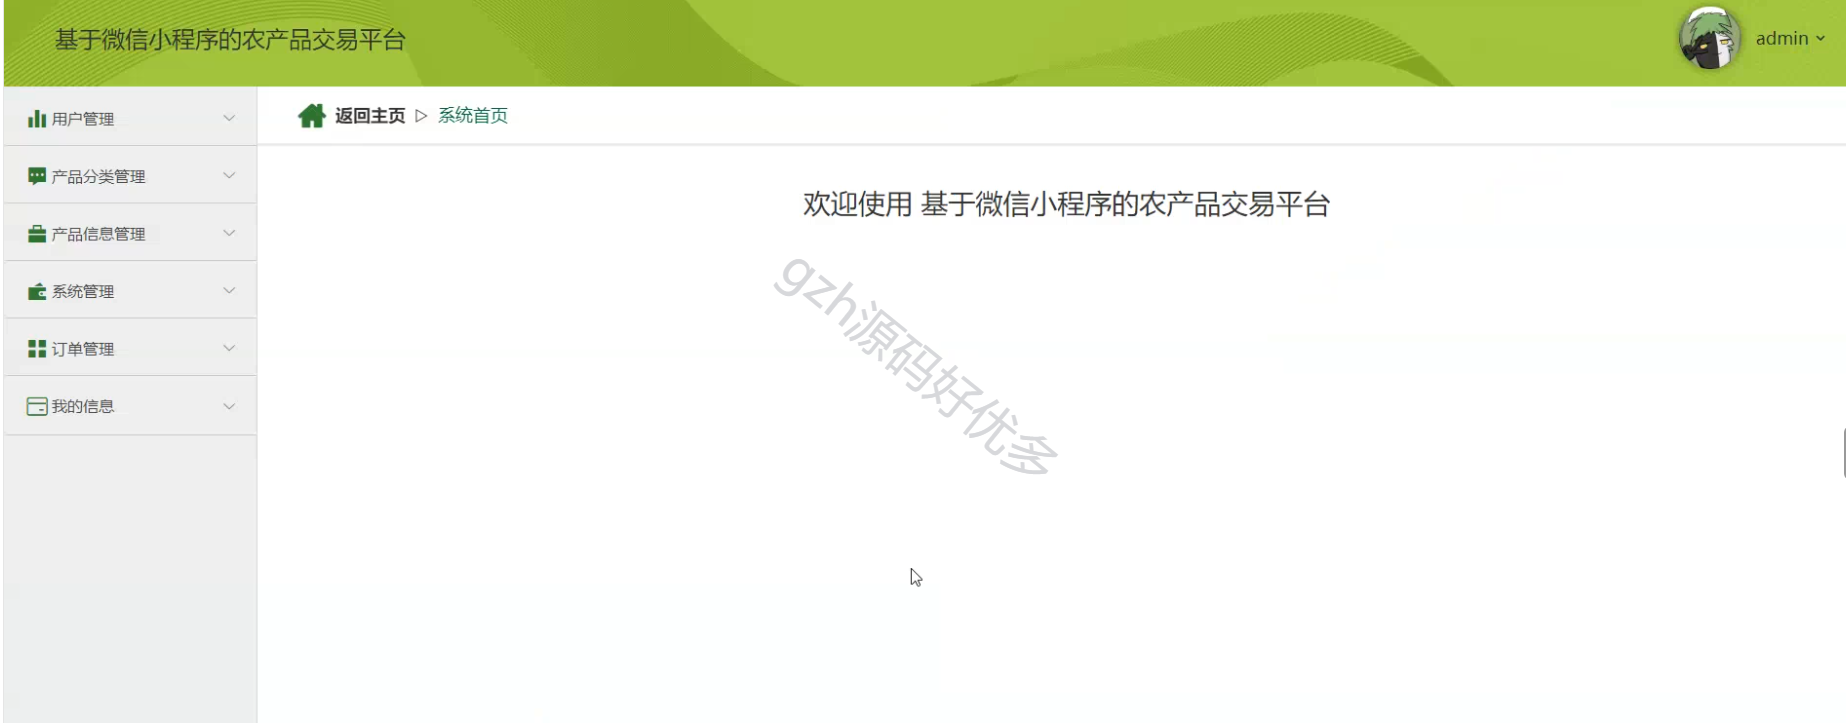 基于微信小程序的农产品交易平台
admin
用户管理
产品分类管理
产品信息管理
系统管理
订单管理
我的信息
返回主页 ▷ 系统首页
欢迎使用 基于微信小程序的农产品交易平台
gzh源码好优多